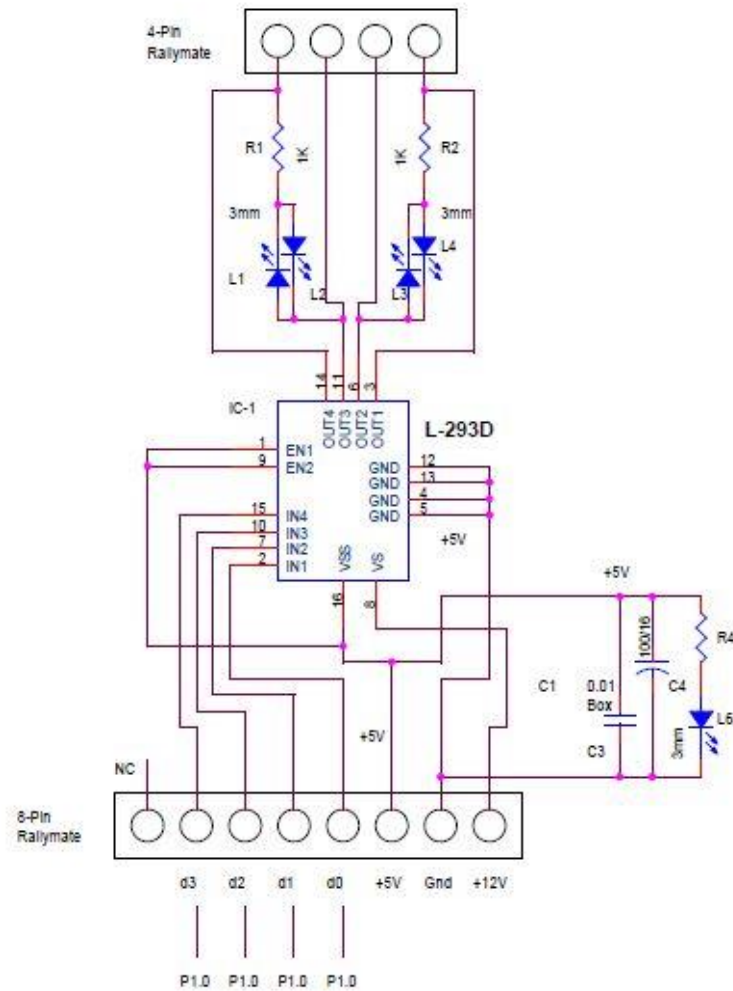 4-Pin
Rallymate
R1
1K
1K
R2
3mm
3mm
L1
L2
L3
L4
14
11
6
3
IC-1
OUT4
OUT3
OUT2
OUT1
L-293D
1
EN1
9
EN2
GND
12
GND
13
GND
4
GND
5
15
IN4
10
IN3
7
IN2
2
IN1
VSS
VS
16
8
+5V
+5V
100/16
R4
C1
0.01
Box
C4
L6
C3
3mm
+5V
NC
8-Pin
Rallymate
d3 d2 d1 d0 +5V Gnd +12V
P1.0 P1.0 P1.0 P1.0